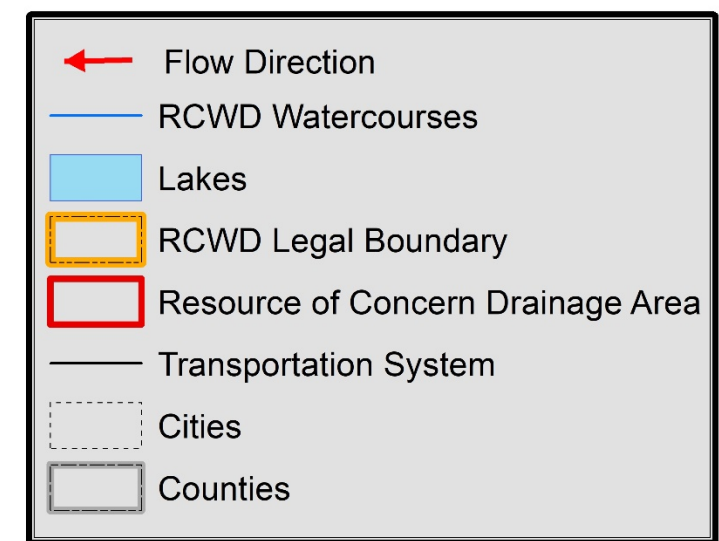 Flow Direction
RCWD Watercourses
Lakes
RCWD Legal Boundary
Resource of Concern Drainage Area
Transportation System
Cities
Counties